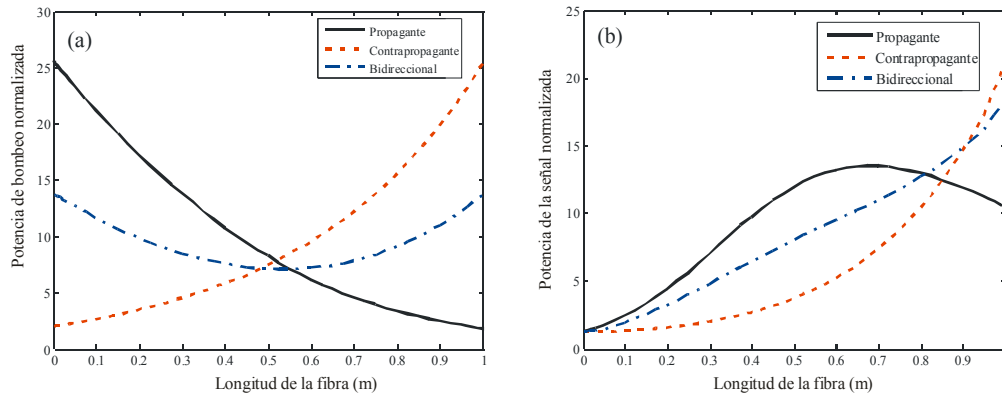 (a)
Propagante
Contrapropagante
Bidireccional
Potencia de bombeo normalizada
30
25
20
15
10
5
0
0 0.1 0.2 0.3 0.4 0.5 0.6 0.7 0.8 0.9 1
Longitud de la fibra (m)
(b)
Propagante
Contrapropagante
Bidireccional
Potencia de la señal normalizada
25
20
15
10
5
0
0 0.1 0.2 0.3 0.4 0.5 0.6 0.7 0.8 0.9
Longitud de la fibra (m)